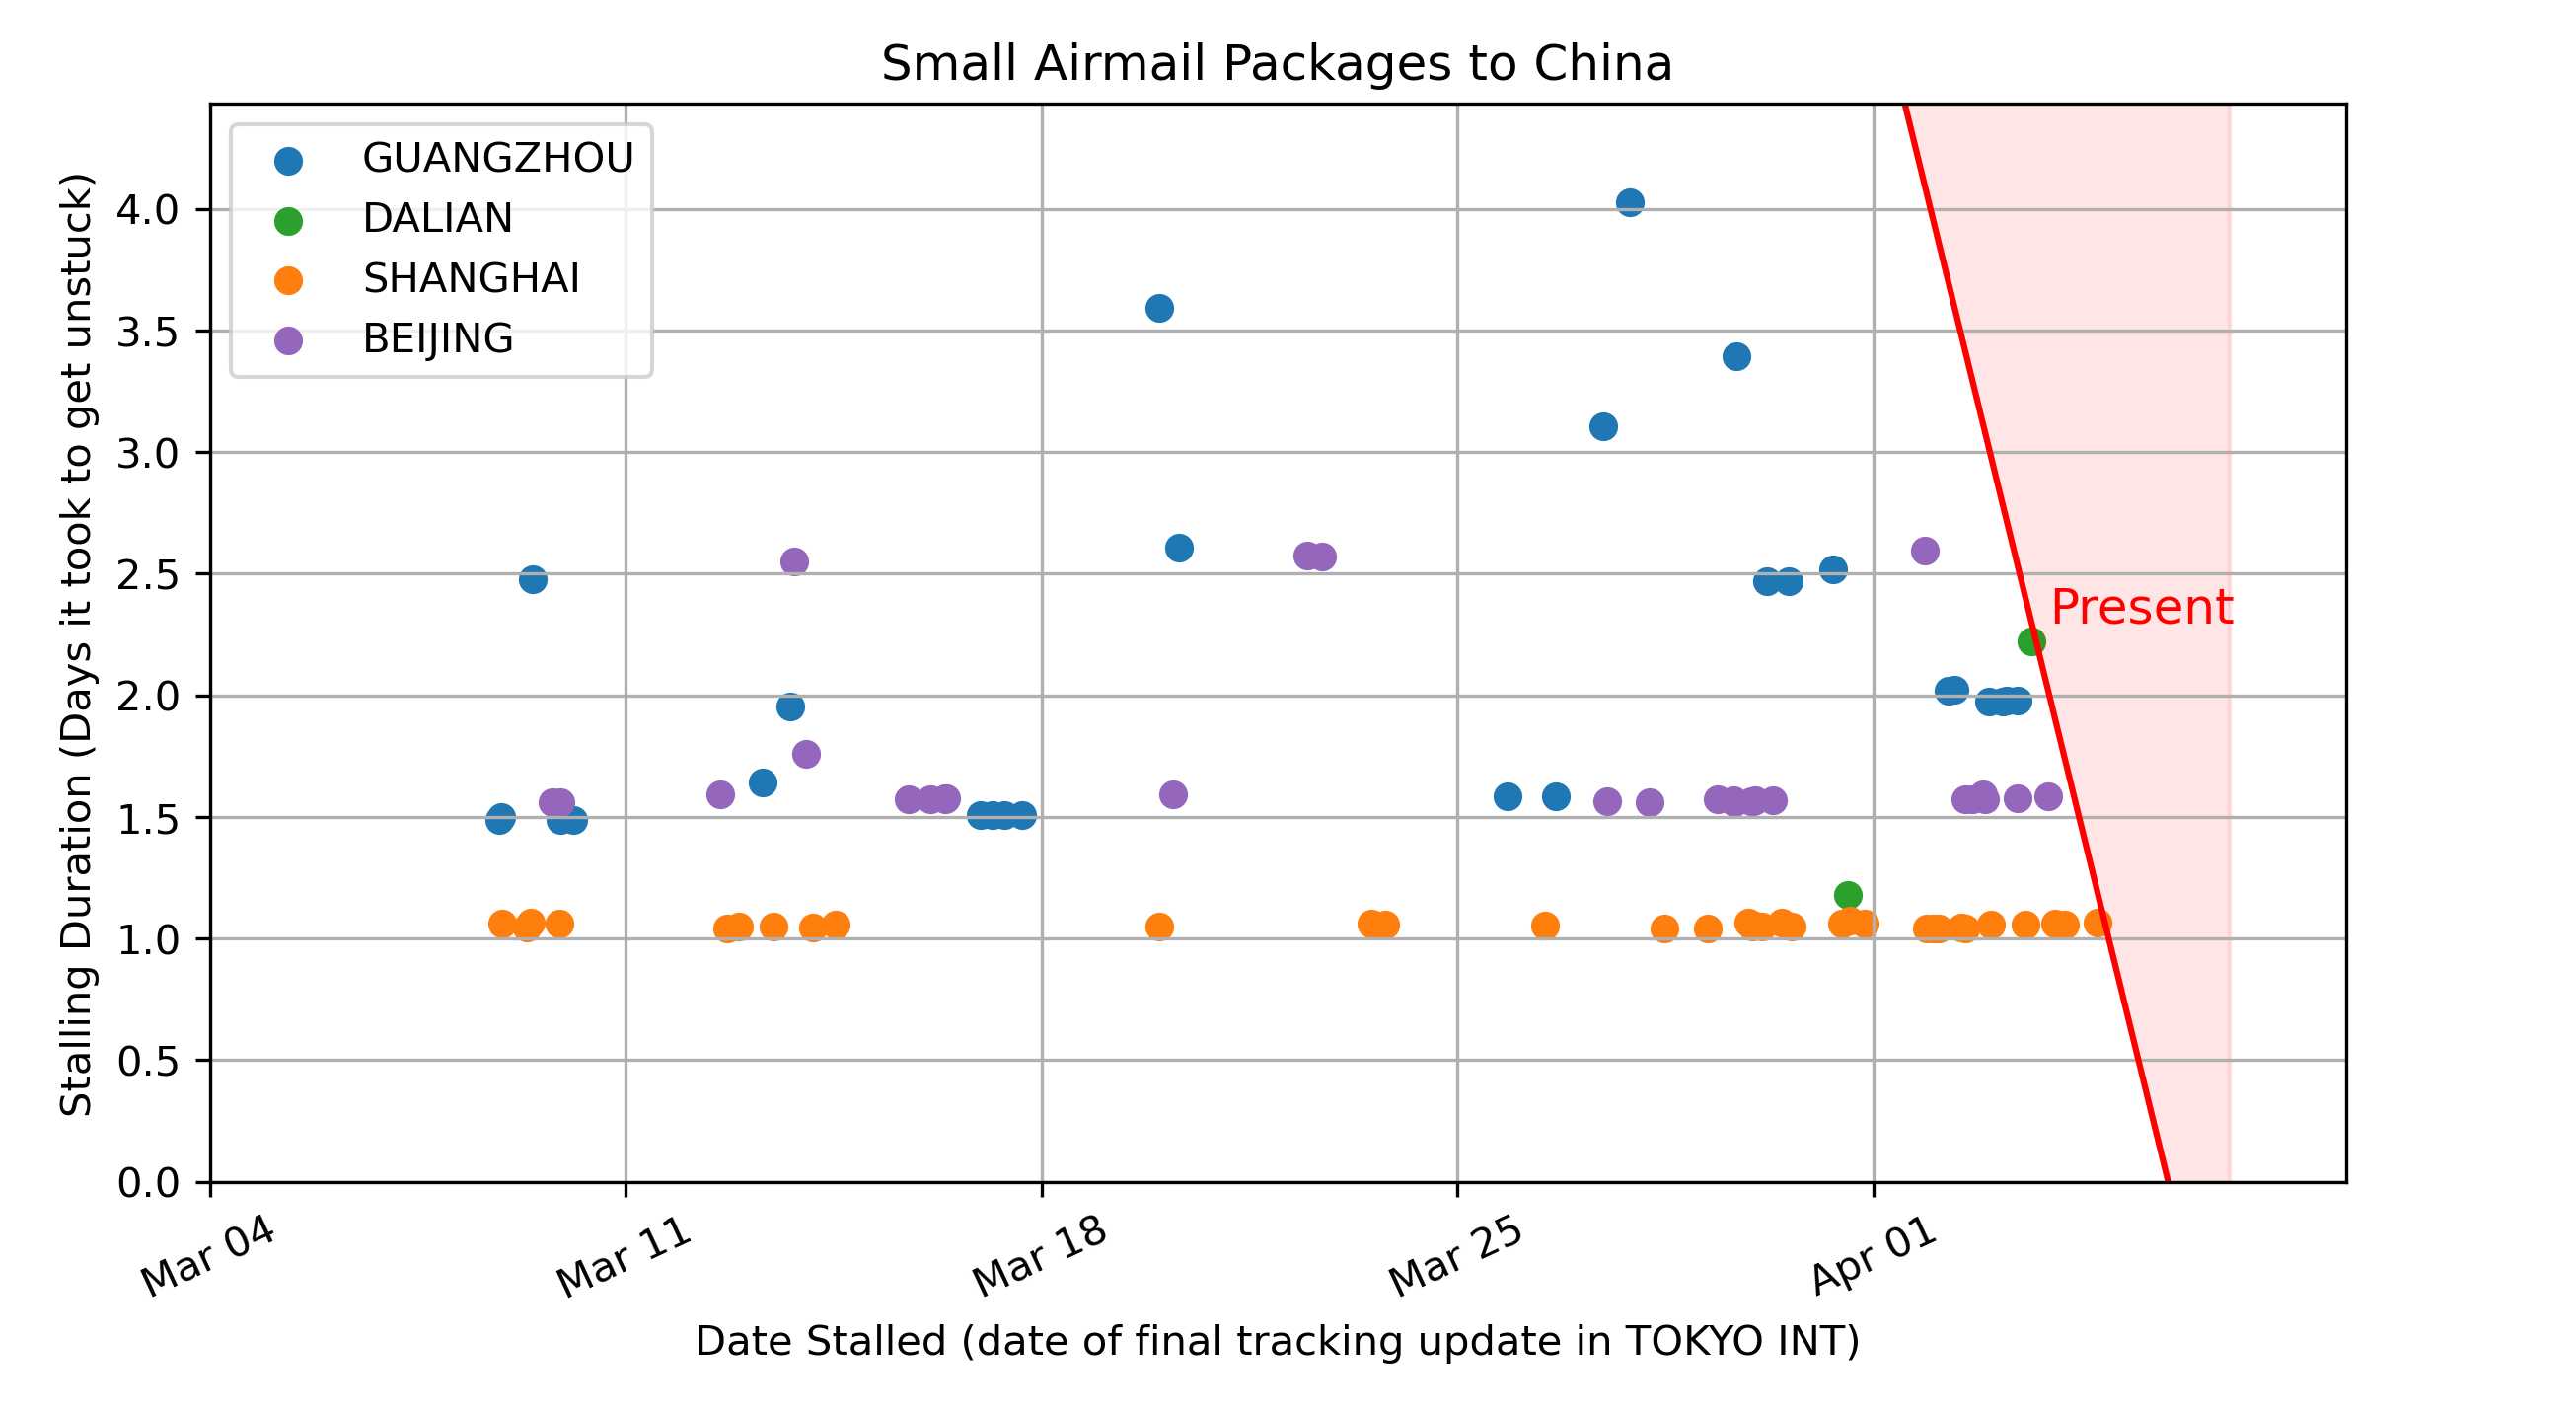 Small Airmail Packages to China
GUANGZHOU
DALIAN
SHANGHAI
BEIJING
Stalling Duration (Days it took to get unstuck)
4.0
3.5
3.0
2.5
2.0
1.5
1.0
0.5
0.0
Present
Mar 04
Mar 11
Mar 18
Mar 25
Apr 01
Date Stalled (date of final tracking update in TOKYO INT)